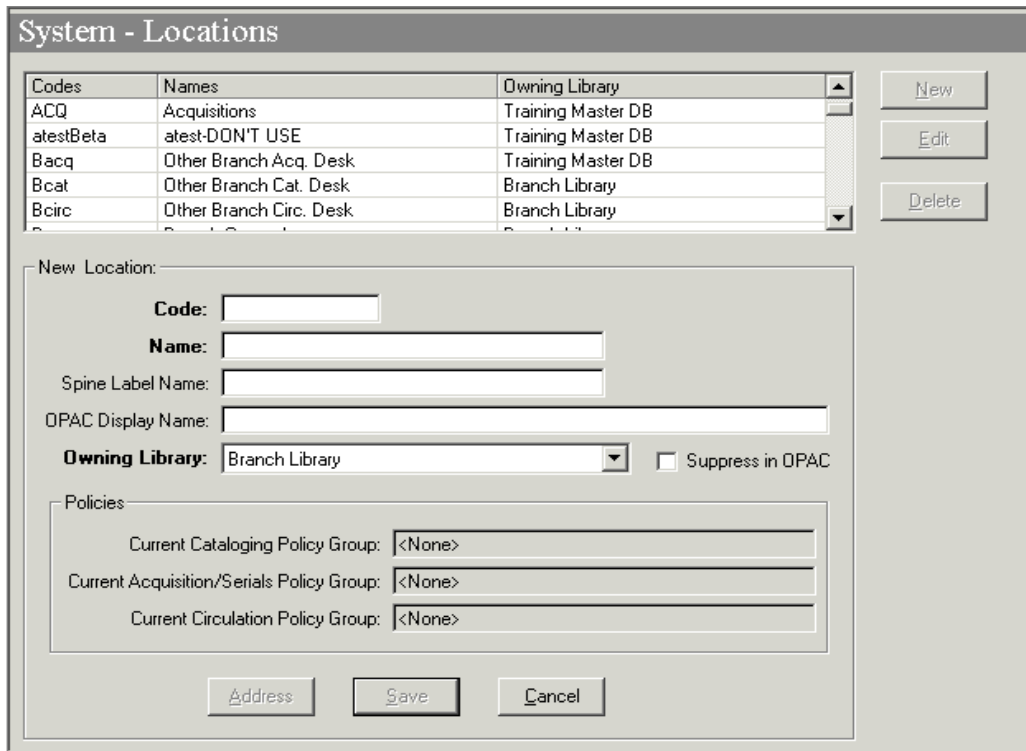 System - Locations
Codes Names Owning Library
ACQ Acquisitions Training Master DB
atestBeta atest-DON'T USE Training Master DB
Bacq Other Branch Acq. Desk Training Master DB
Bcat Other Branch Cat. Desk Branch Library
Bcirc Other Branch Circ. Desk Branch Library
New
Edit
Delete
New Location:
Code:
Name:
Spine Label Name:
OPAC Display Name:
Owning Library: Branch Library Suppress in OPAC
Policies
Current Cataloging Policy Group: <None>
Current Acquisition/Serials Policy Group: <None>
Current Circulation Policy Group: <None>
Address Save Cancel